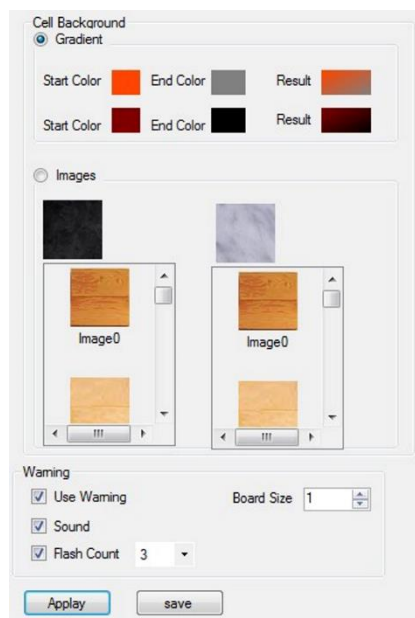 Cell Background
Gradient
Start Color End Color Result
Start Color End Color Result
Images
Image0 Image0
Warning
Use Warning Board Size 1
Sound
Flash Count 3
Applay save